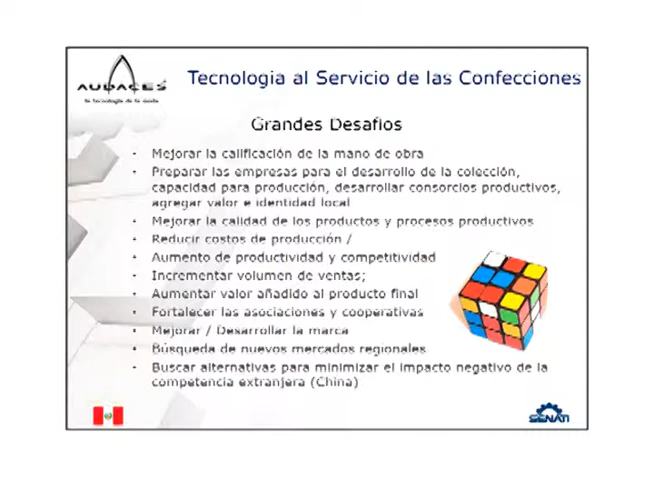 AUDACES
la tecnología de la moda
Tecnologia al Servicio de las Confecciones
Grandes Desafios
• Mejorar la calificación de la mano de obra
• Preparar las empresas para el desarrollo de la colección,
capacidad para producción, desarrollar consorcios productivos,
agregar valor e identidad local
• Mejorar la calidad de los productos y procesos productivos
• Reducir costos de producción /
• Aumento de productividad y competitividad
• Incrementar volumen de ventas;
• Aumentar valor añadido al producto final
• Fortalecer las asociaciones y cooperativas
• Mejorar / Desarrollar la marca
• Búsqueda de nuevos mercados regionales
• Buscar alternativas para minimizar el impacto negativo de la
competencia extranjera (China)
SENATI